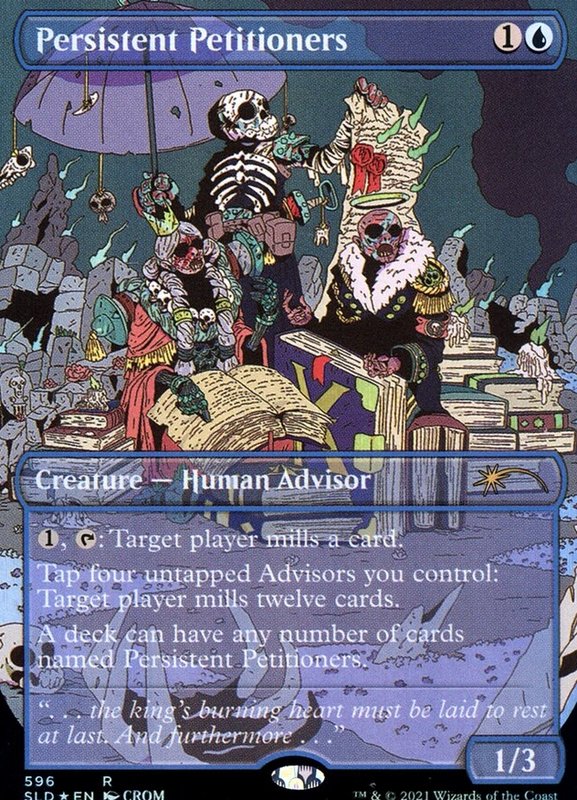 Persistent Petitioners 1
Creature — Human Advisor
1, : Target player mills a card.
Tap four untapped Advisors you control:
Target player mills twelve cards.
A deck can have any number of cards
named Persistent Petitioners.
“. . . the king’s burning heart must be laid to rest
at last. And furthermore . . .”
1/3
596 R
SLD ★ EN CROM
™ & © 2021 Wizards of the Coast